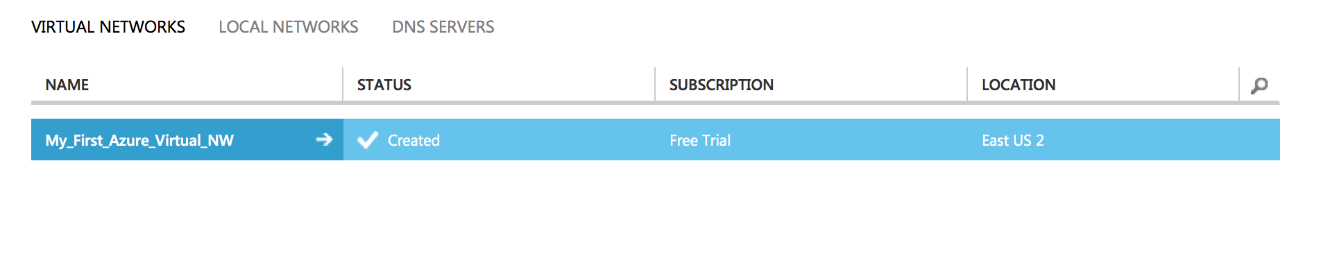 VIRTUAL NETWORKS LOCAL NETWORKS DNS SERVERS
NAME STATUS SUBSCRIPTION LOCATION
My_First_Azure_Virtual_NW Created Free Trial East US 2